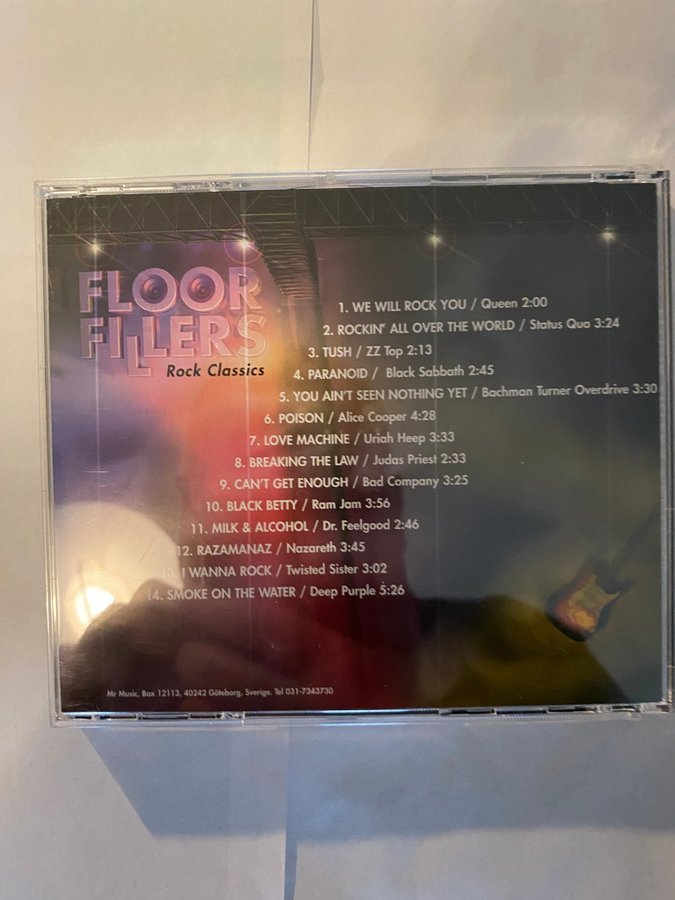 FLOOR
FILLERS
Rock Classics
1. WE WILL ROCK YOU / Queen 2:00
2. ROCKIN' ALL OVER THE WORLD / Status Quo 3:24
3. TUSH / ZZ Top 2:13
4. PARANOID / Black Sabbath 2:45
5. YOU AIN'T SEEN NOTHING YET / Bachman Turner Overdrive 3:30
6. POISON / Alice Cooper 4:28
7. LOVE MACHINE / Uriah Heep 3:33
8. BREAKING THE LAW / Judas Priest 2:33
9. CAN'T GET ENOUGH / Bad Company 3:25
10. BLACK BETTY / Ram Jam 3:56
11. MILK & ALCOHOL / Dr. Feelgood 2:46
12. RAZAMANAZ / Nazareth 3:45
13. I WANNA ROCK / Twisted Sister 3:02
14. SMOKE ON THE WATER / Deep Purple 5:26
Mr Music, Box 12113, 40242 Göteborg, Sverige. Tel 031-7343730